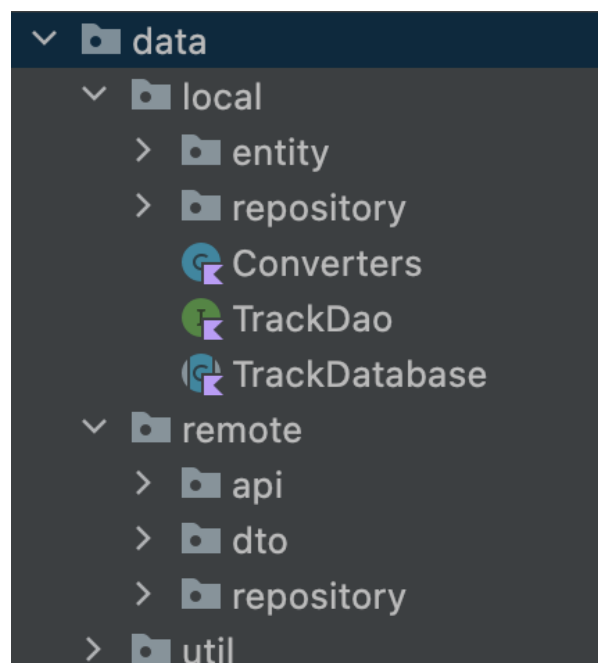 data
local
entity
repository
Converters
TrackDao
TrackDatabase
remote
api
dto
repository
util